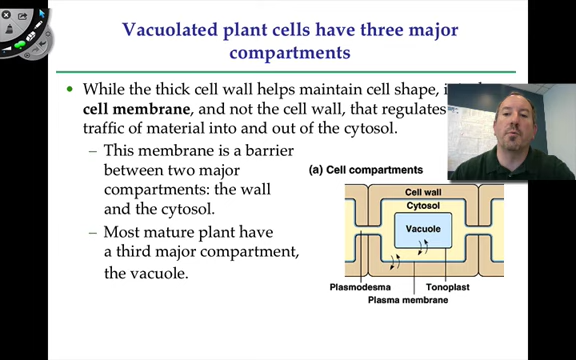 Vacuolated plant cells have three major
compartments
• While the thick cell wall helps maintain cell shape,
cell membrane, and not the cell wall, that regulates
traffic of material into and out of the cytosol.
– This membrane is a barrier
between two major
compartments: the wall
and the cytosol.
– Most mature plant have
a third major compartment,
the vacuole.
(a) Cell compartments
Cell wall
Cytosol
Vacuole
Plasmodesma
Tonoplast
Plasma membrane